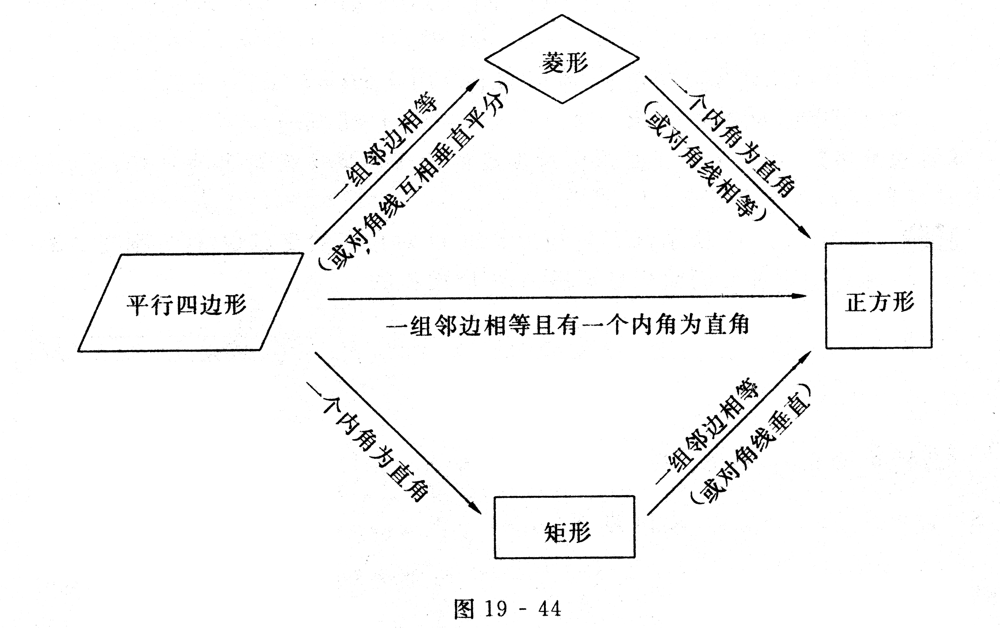 菱形
一组邻边相等
(或对角线互相垂直平分)
一个内角为直角
(或对角线相等)
平行四边形
一组邻边相等且有一个内角为直角
正方形
一个内角为直角
一组邻边相等
(或对角线垂直)
矩形
图 19 - 44